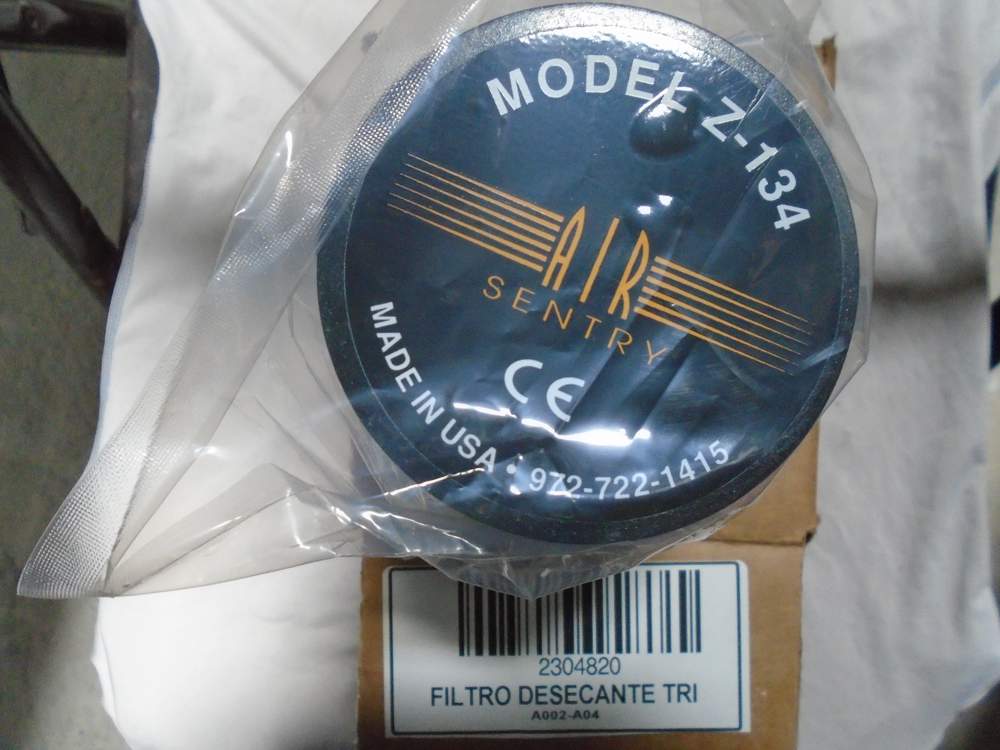 MODEL Z-134
AIR
SENTRY
CE
MADE IN USA • 972-722-1415
2304820
FILTRO DESECANTE TRI
A002-A04